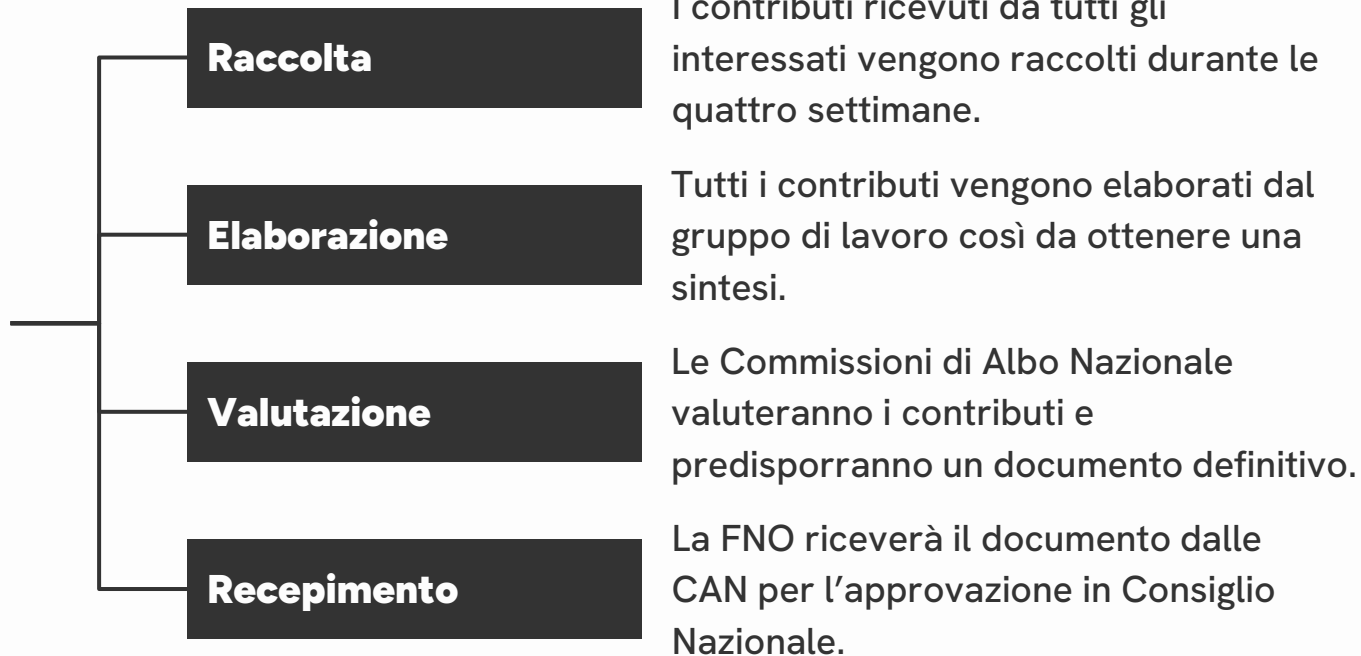 Raccolta
I contributi ricevuti da tutti gli
interessati vengono raccolti durante le
quattro settimane.
Elaborazione
Tutti i contributi vengono elaborati dal
gruppo di lavoro così da ottenere una
sintesi.
Valutazione
Le Commissioni di Albo Nazionale
valuteranno i contributi e
predisporranno un documento definitivo.
Recepimento
La FNO riceverà il documento dalle
CAN per l’approvazione in Consiglio
Nazionale.